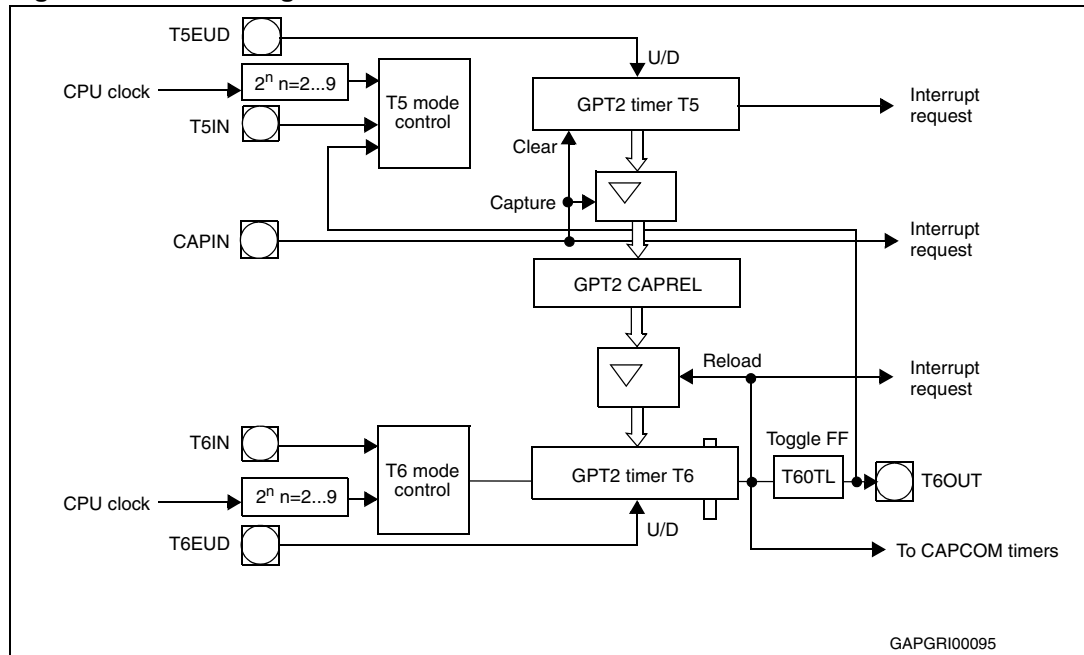 T5EUD
U/D
CPU clock
2ⁿ n=2...9
T5 mode
control
GPT2 timer T5
Interrupt
request
T5IN
Clear
Capture
CAPIN
Interrupt
request
GPT2 CAPREL
Reload
Interrupt
request
T6IN
T6 mode
control
GPT2 timer T6
Toggle FF
T60TL
T6OUT
CPU clock
2ⁿ n=2...9
T6EUD
U/D
To CAPCOM timers
GAPGRI00095